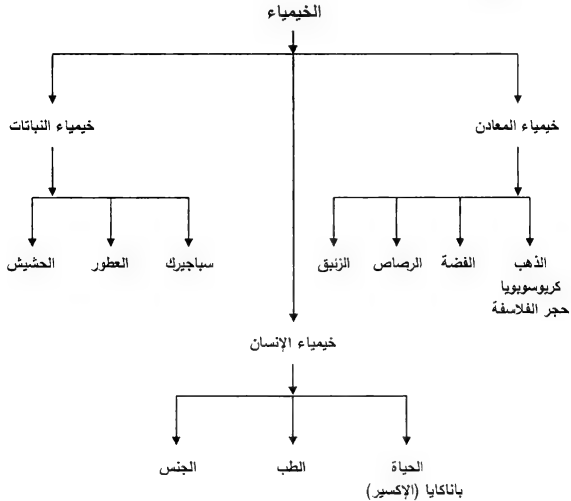 الخيمياء
خيمياء المعادن
خيمياء النباتات
الذهب
كريوسوبويا
حجر الفلاسفة
الفضة
الرصاص
الزئبق
سباجيرك
العطور
الحشيش
خيمياء الإنسان
الحياة
باناكايا (الإكسير)
الطب
الجنس